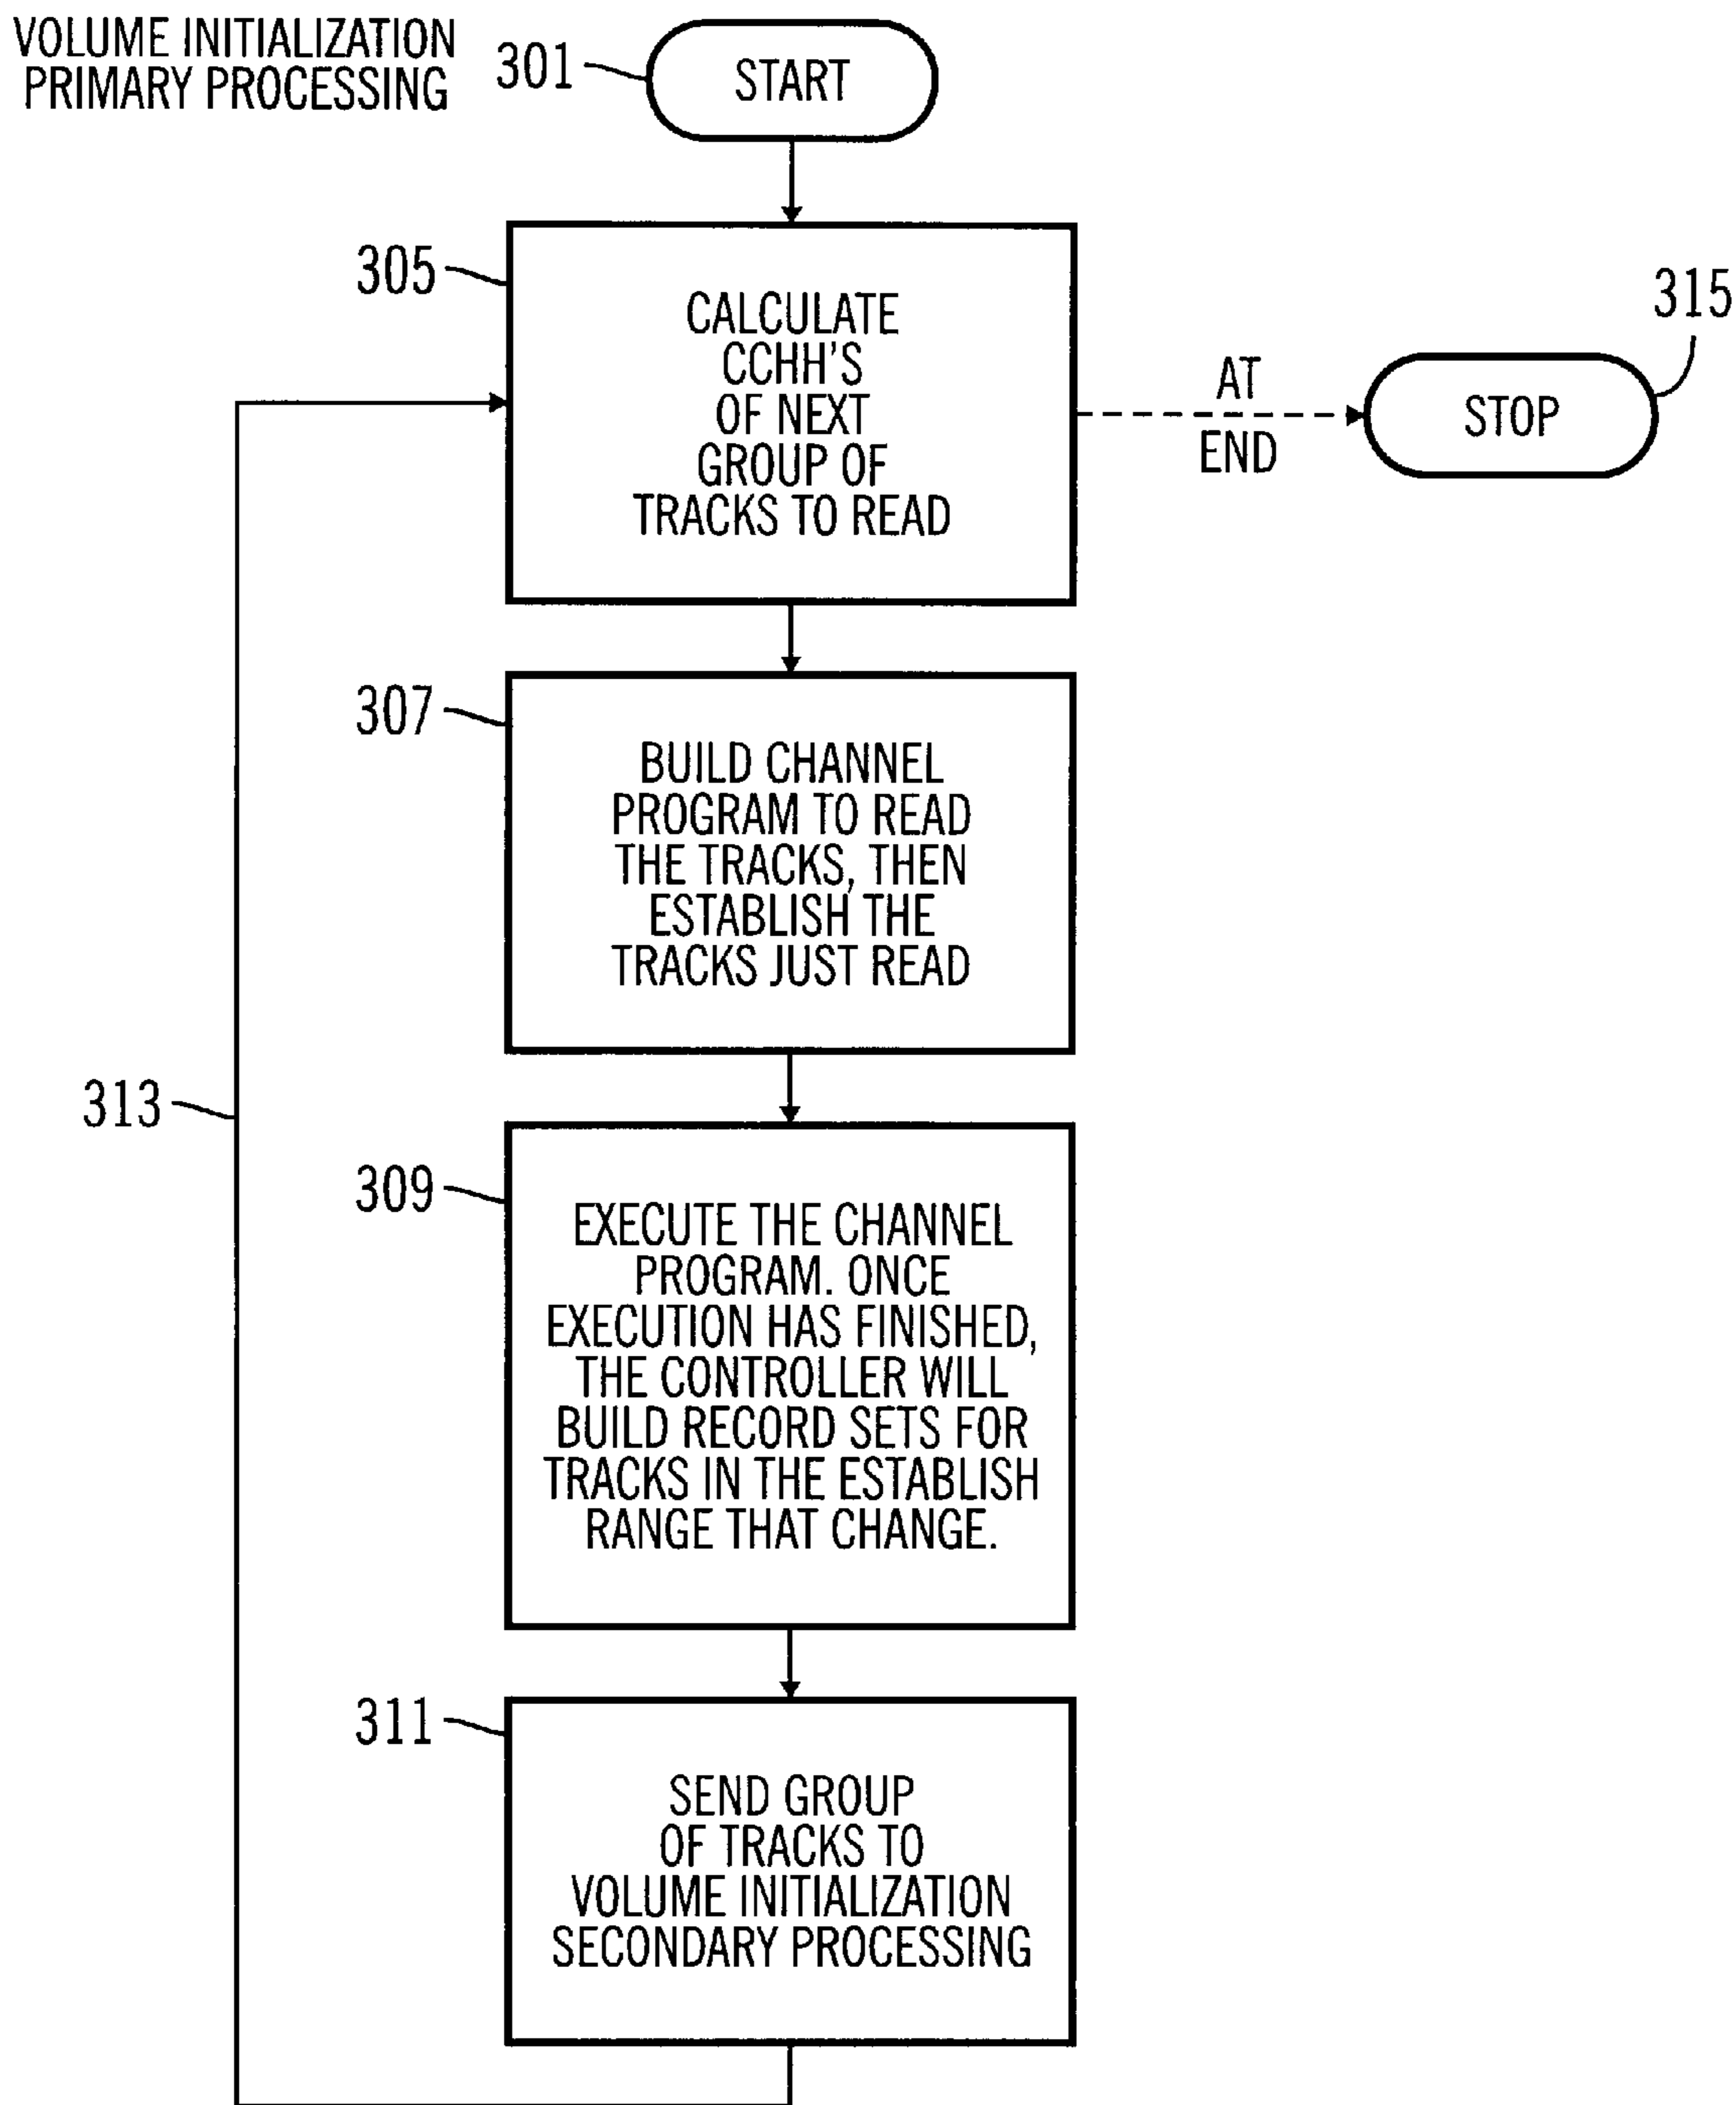 VOLUME INITIALIZATION
PRIMARY PROCESSING
301
START
305
CALCULATE
CCHH'S
OF NEXT
GROUP OF
TRACKS TO READ
AT
END
315
STOP
307
BUILD CHANNEL
PROGRAM TO READ
THE TRACKS, THEN
ESTABLISH THE
TRACKS JUST READ
313
309
EXECUTE THE CHANNEL
PROGRAM. ONCE
EXECUTION HAS FINISHED,
THE CONTROLLER WILL
BUILD RECORD SETS FOR
TRACKS IN THE ESTABLISH
RANGE THAT CHANGE.
311
SEND GROUP
OF TRACKS TO
VOLUME INITIALIZATION
SECONDARY PROCESSING